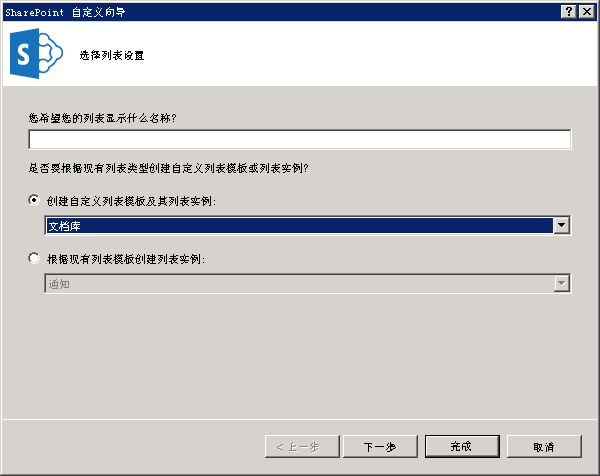 SharePoint 自定义向导
S
选择列表设置
您希望您的列表显示什么名称?
是否要根据现有列表类型创建自定义列表模板或列表实例?
创建自定义列表模板及其列表实例:
文档库
根据现有列表模板创建列表实例:
通知
< 上一步 下一步 完成 取消